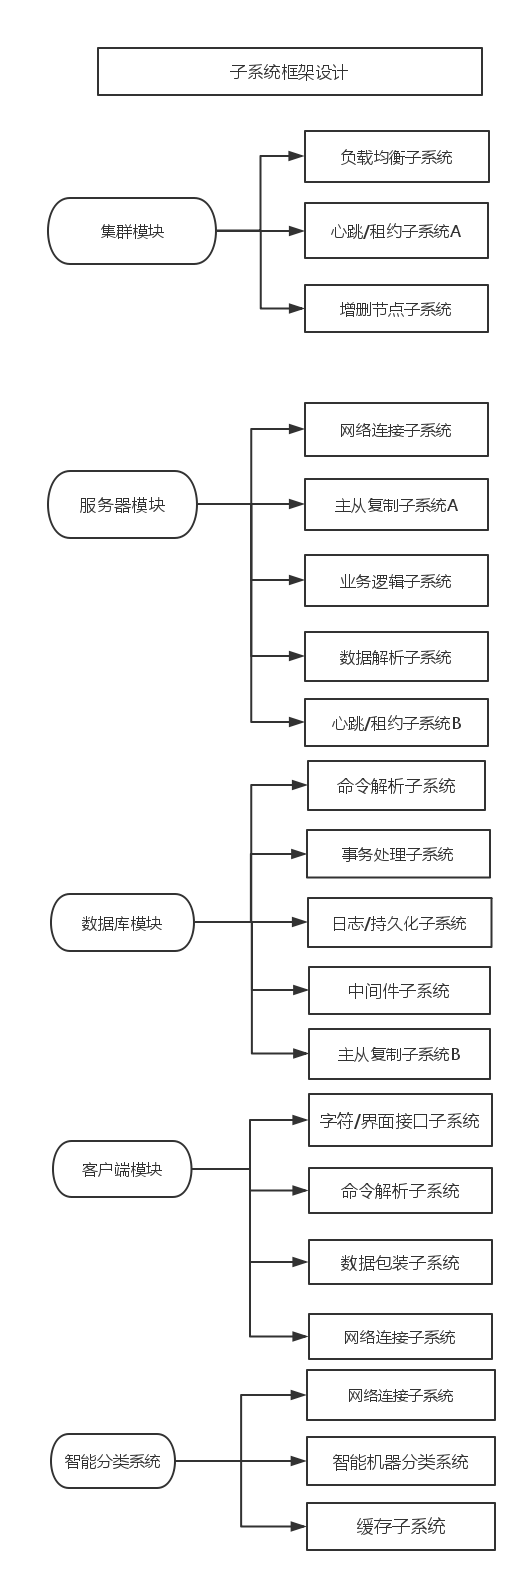 子系统框架设计
集群模块
负载均衡子系统
心跳/租约子系统A
增删节点子系统
服务器模块
网络连接子系统
主从复制子系统A
业务逻辑子系统
数据解析子系统
心跳/租约子系统B
数据库模块
命令解析子系统
事务处理子系统
日志/持久化子系统
中间件子系统
主从复制子系统B
客户端模块
字符/界面接口子系统
命令解析子系统
数据包装子系统
网络连接子系统
智能分类系统
网络连接子系统
智能机器分类系统
缓存子系统